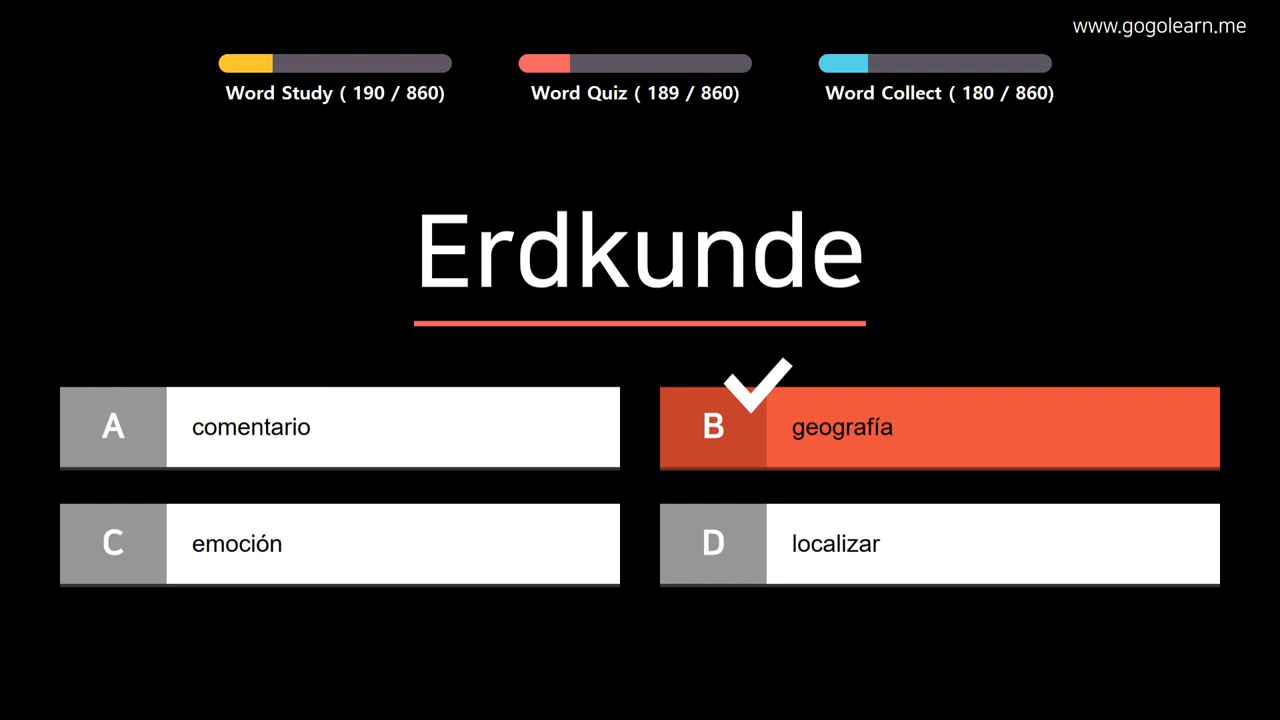 www.gogolearn.me
Word Study ( 190 / 860)
Word Quiz ( 189 / 860)
Word Collect ( 180 / 860)
Erdkunde
A
comentario
B
geografía
C
emoción
D
localizar